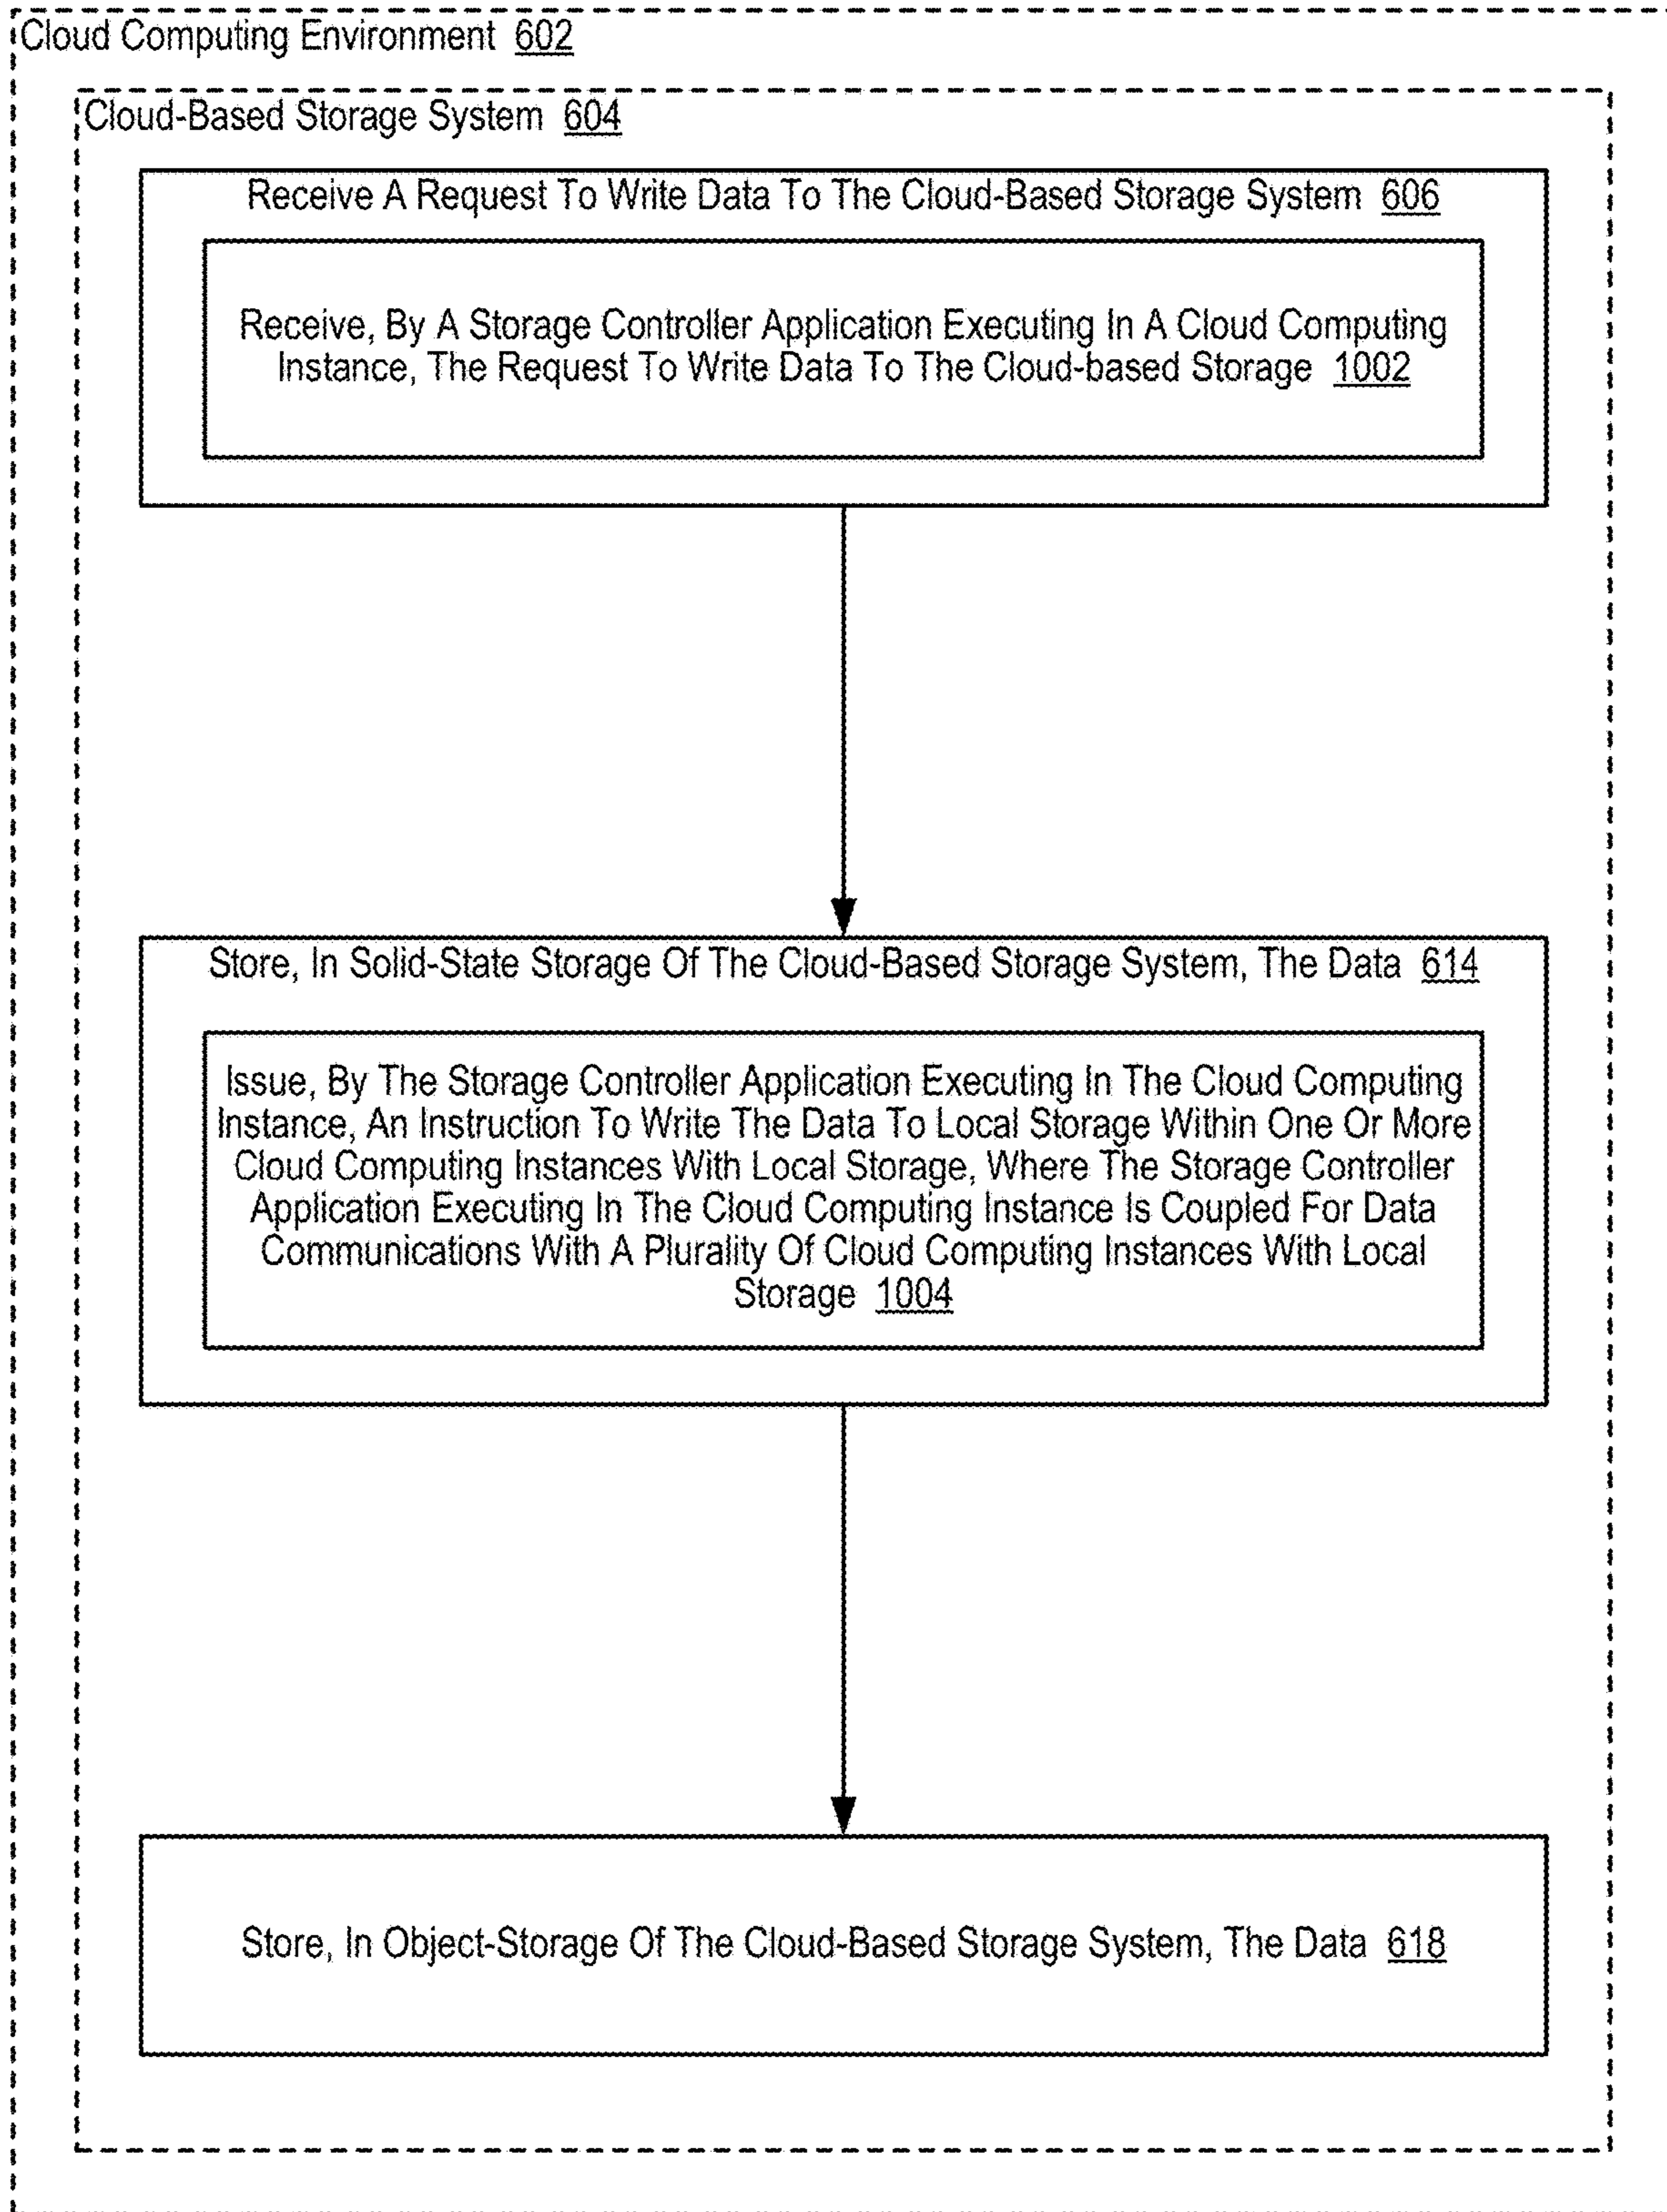 Cloud Computing Environment 602
Cloud-Based Storage System 604
Receive A Request To Write Data To The Cloud-Based Storage System 606
Receive, By A Storage Controller Application Executing In A Cloud Computing
Instance, The Request To Write Data To The Cloud-based Storage 1002
Store, In Solid-State Storage Of The Cloud-Based Storage System, The Data 614
Issue, By The Storage Controller Application Executing In The Cloud Computing
Instance, An Instruction To Write The Data To Local Storage Within One Or More
Cloud Computing Instances With Local Storage, Where The Storage Controller
Application Executing In The Cloud Computing Instance Is Coupled For Data
Communications With A Plurality Of Cloud Computing Instances With Local
Storage 1004
Store, In Object-Storage Of The Cloud-Based Storage System, The Data 618